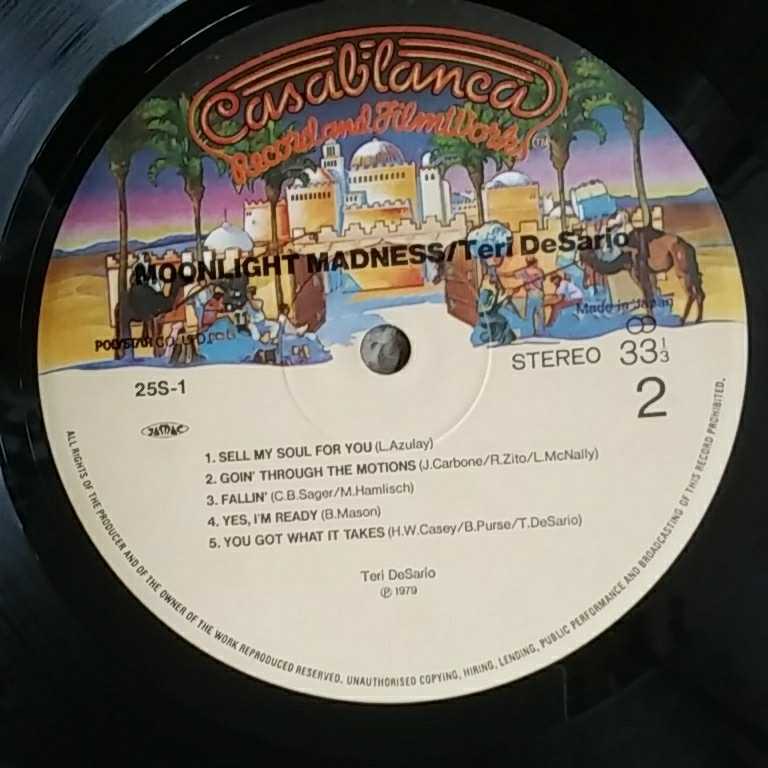 Casablanca
Record and FilmWorks
TM
MOONLIGHT MADNESS/Teri DeSario
Made in Japan
STEREO 33 1/3
25S-1
2
JASRAC
1. SELL MY SOUL FOR YOU (L.Azulay)
2. GOIN' THROUGH THE MOTIONS (J.Carbone/R.Zito/L.McNally)
3. FALLIN' (C.B.Sager/M.Hamlisch)
4. YES, I'M READY (B.Mason)
5. YOU GOT WHAT IT TAKES (H.W.Casey/B.Purse/T.DeSario)
Teri DeSario
℗ 1979
ALL RIGHTS OF THE PRODUCER AND OF THE OWNER OF THE WORK REPRODUCED RESERVED. UNAUTHORISED COPYING, HIRING, LENDING, PUBLIC PERFORMANCE AND BROADCASTING OF THIS RECORD PROHIBITED.